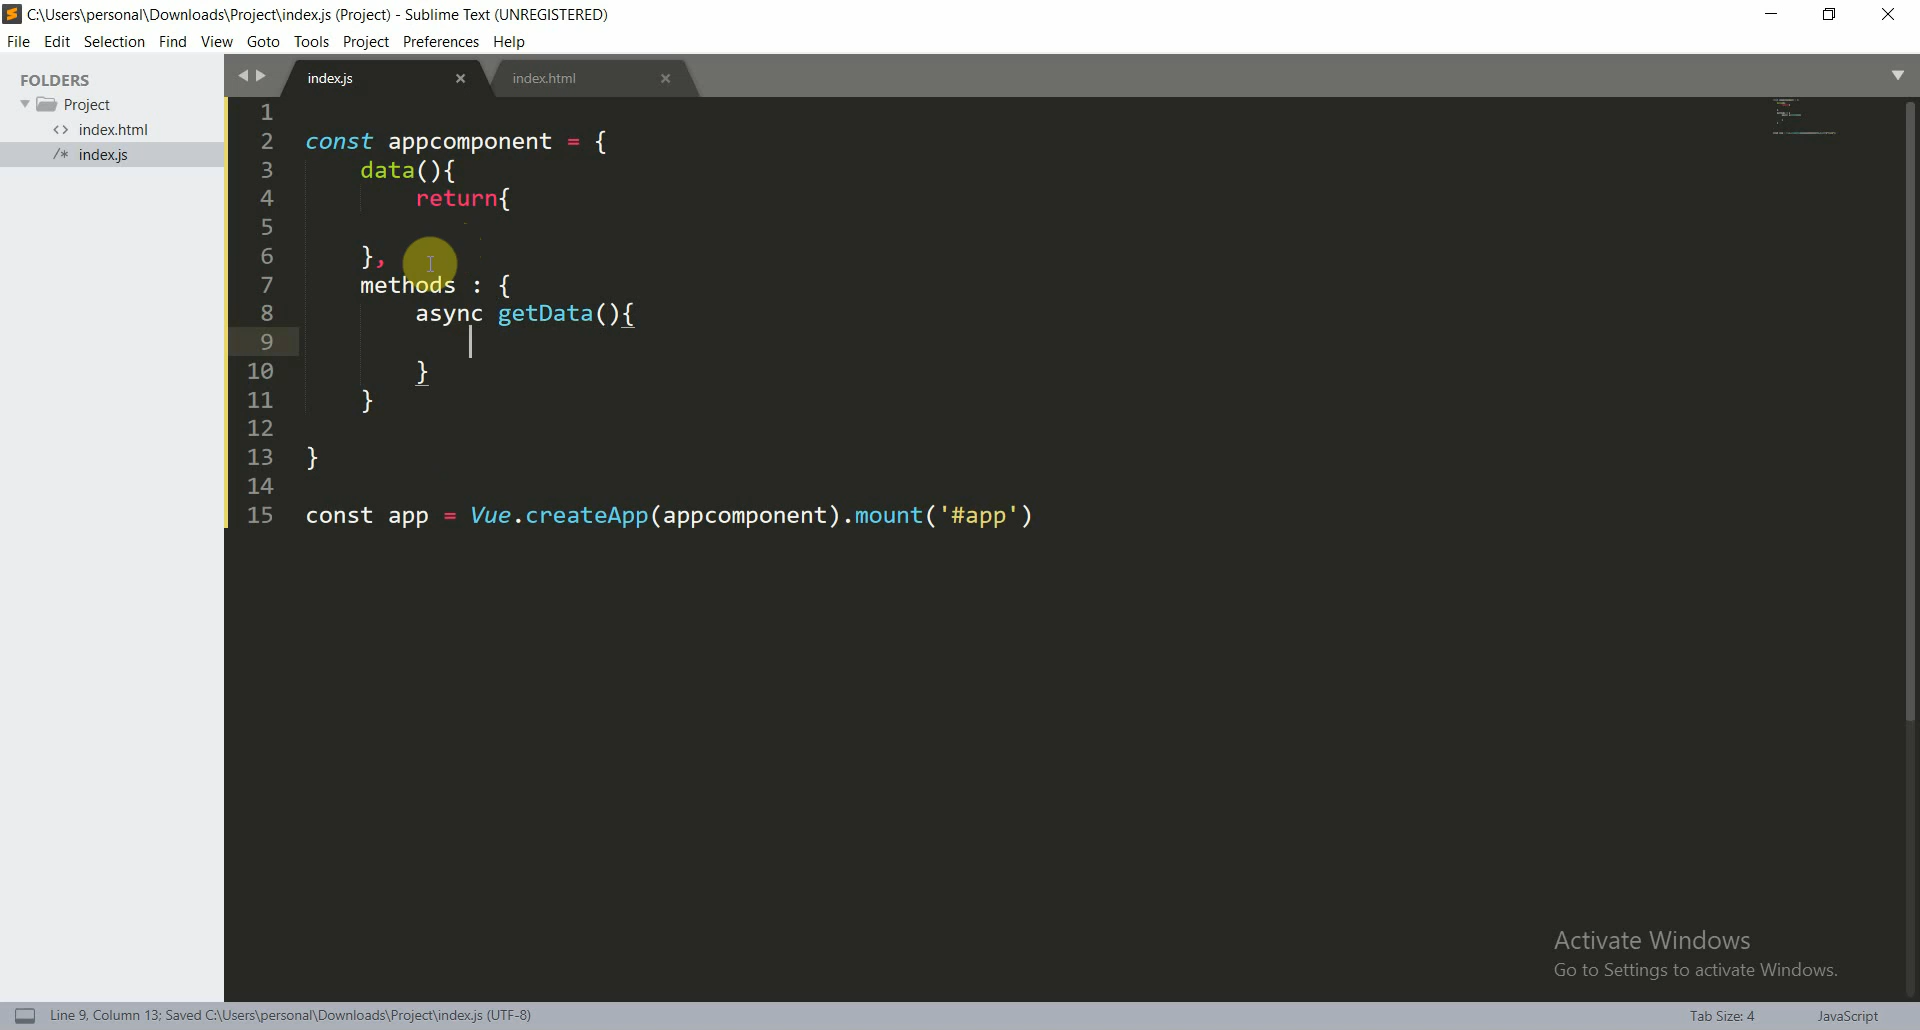 C:\Users\personal\Downloads\Project\index.js (Project) - Sublime Text (UNREGISTERED)
File Edit Selection Find View Goto Tools Project Preferences Help
FOLDERS
Project
<> index.html
/* index.js
index.js index.html
1
2 const appcomponent = {
3 data(){
4 return{
5
6 },
7 methods : {
8 async getData(){
9
10 }
11 }
12
13 }
14
15 const app = Vue.createApp(appcomponent).mount('#app')
Activate Windows
Go to Settings to activate Windows.
Line 9, Column 13; Saved C:\Users\personal\Downloads\Project\index.js (UTF-8) Tab Size: 4 JavaScript